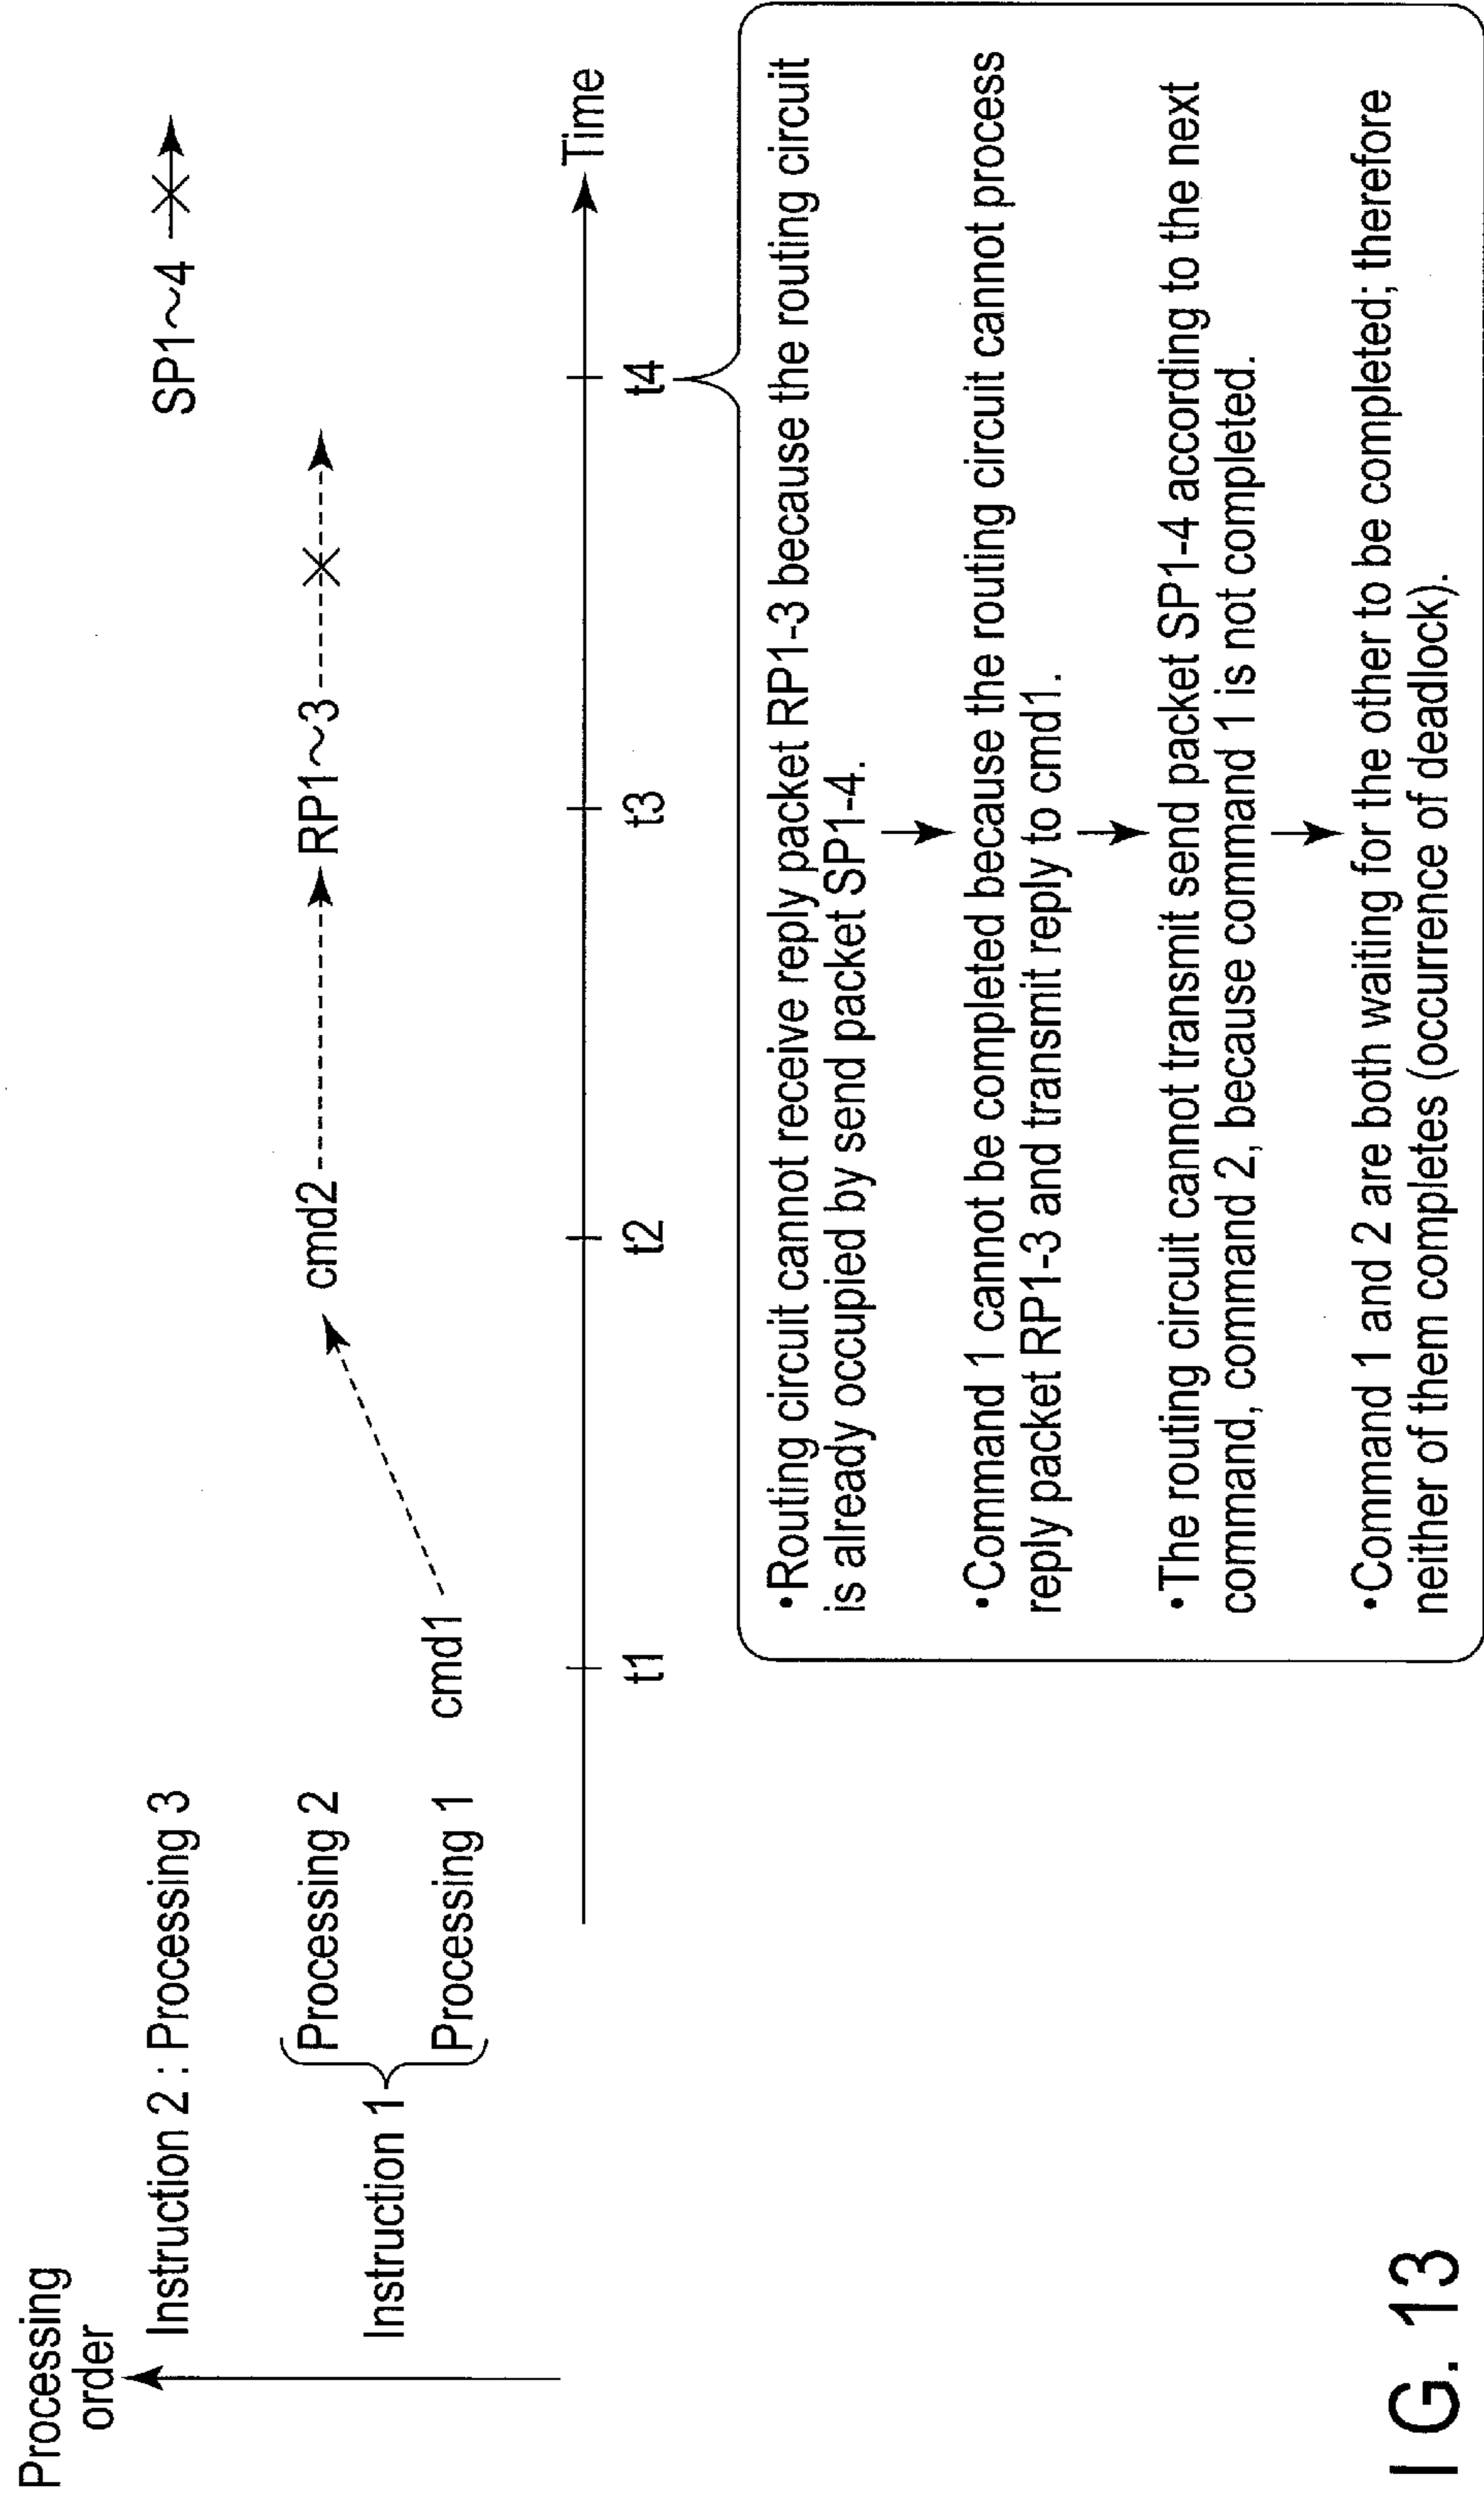 Processing
order
Instruction 2 : Processing 3
SP1~4
Instruction 1
Processing 2
cmd2
RP1~3
Processing 1
cmd1
Time
t1
t2
t3
t4
•Routing circuit cannot receive reply packet RP1-3 because the routing circuit
is already occupied by send packet SP1-4.
•Command 1 cannot be completed because the routing circuit cannot process
reply packet RP1-3 and transmit reply to cmd1.
•The routing circuit cannot transmit send packet SP1-4 according to the next
command, command 2, because command 1 is not completed.
•Command 1 and 2 are both waiting for the other to be completed; therefore
neither of them completes (occurrence of deadlock).
I G. 13